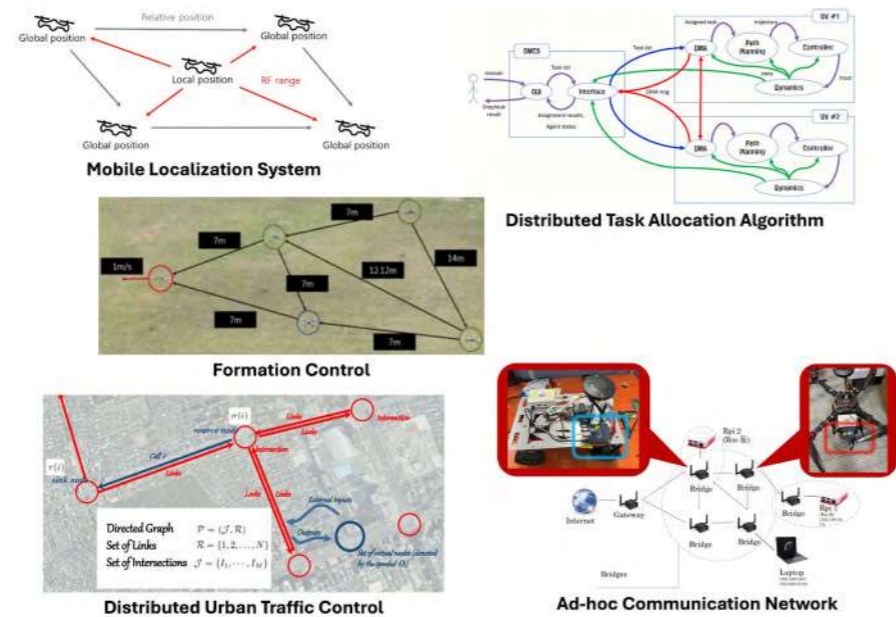 Relative position
Global position
Global position
Local position
RF range
Global position
Global position
Mobile Localization System
UV #1
Assigned task
trajectory
Task list
DMA
Path
Planning
Controller
Input
Dynamics
GMCS
Task list
mission
GUI
Interface
Graphical
result
Assignment results,
Agent status
UV #2
DMA
Path
Planning
Controller
Dynamics
Distributed Task Allocation Algorithm
7m
7m
1m/s
14m
12.12m
7m
7m
7m
Formation Control
σ(i)
source node
Links
Links
Intersection
Intersection
τ(i)
sink node
Cell i
Links
Links
Links
External inputs
Outputs
Directed Graph
Set of Links
Set of Intersections
Set of virtual nodes (denoted
Distributed Urban Traffic Control
Rpi 2
Bridge
Bridge
Internet
Gateway
Bridge
Bridge
Bridge
Laptop
Bridges
Ad-hoc Communication Network